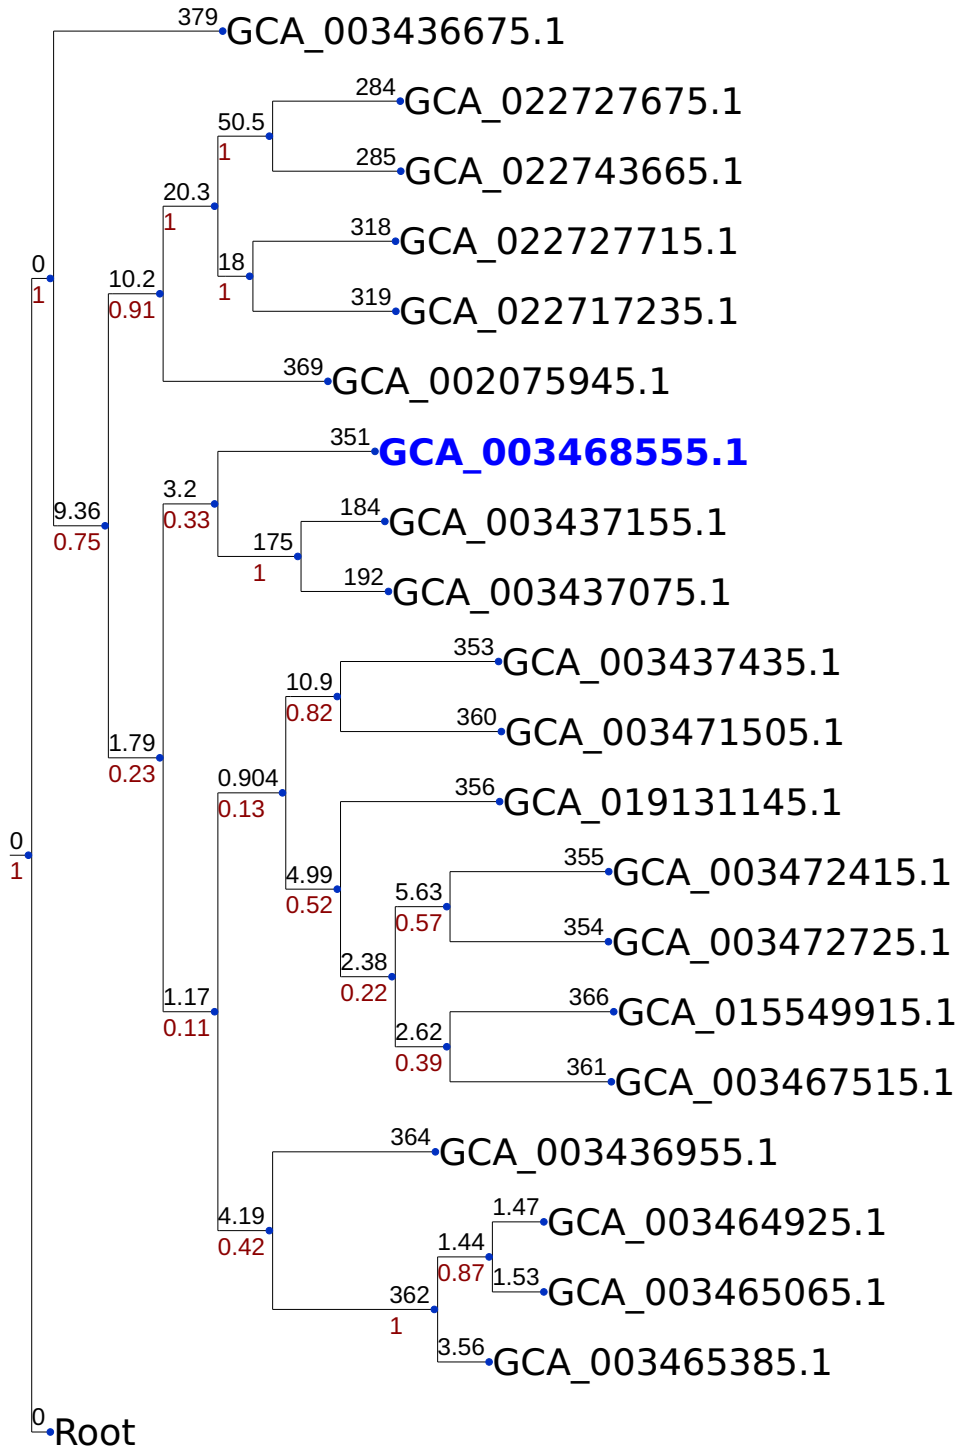 379
GCA_003436675.1
284
GCA_022727675.1
50.5
1
285
GCA_022743665.1
20.3
1
318
GCA_022727715.1
18
1
319
GCA_022717235.1
0
1
10.2
0.91
369
GCA_002075945.1
351
GCA_003468555.1
3.2
0.33
184
GCA_003437155.1
9.36
0.75
175
1
192
GCA_003437075.1
353
GCA_003437435.1
10.9
0.82
360
GCA_003471505.1
1.79
0.23
0.904
0.13
356
GCA_019131145.1
0
1
355
GCA_003472415.1
4.99
0.52
5.63
0.57
354
GCA_003472725.1
2.38
0.22
1.17
0.11
366
GCA_015549915.1
2.62
0.39
361
GCA_003467515.1
364
GCA_003436955.1
4.19
0.42
1.47
GCA_003464925.1
1.44
0.87
1.53
GCA_003465065.1
362
1
3.56
GCA_003465385.1
0
Root